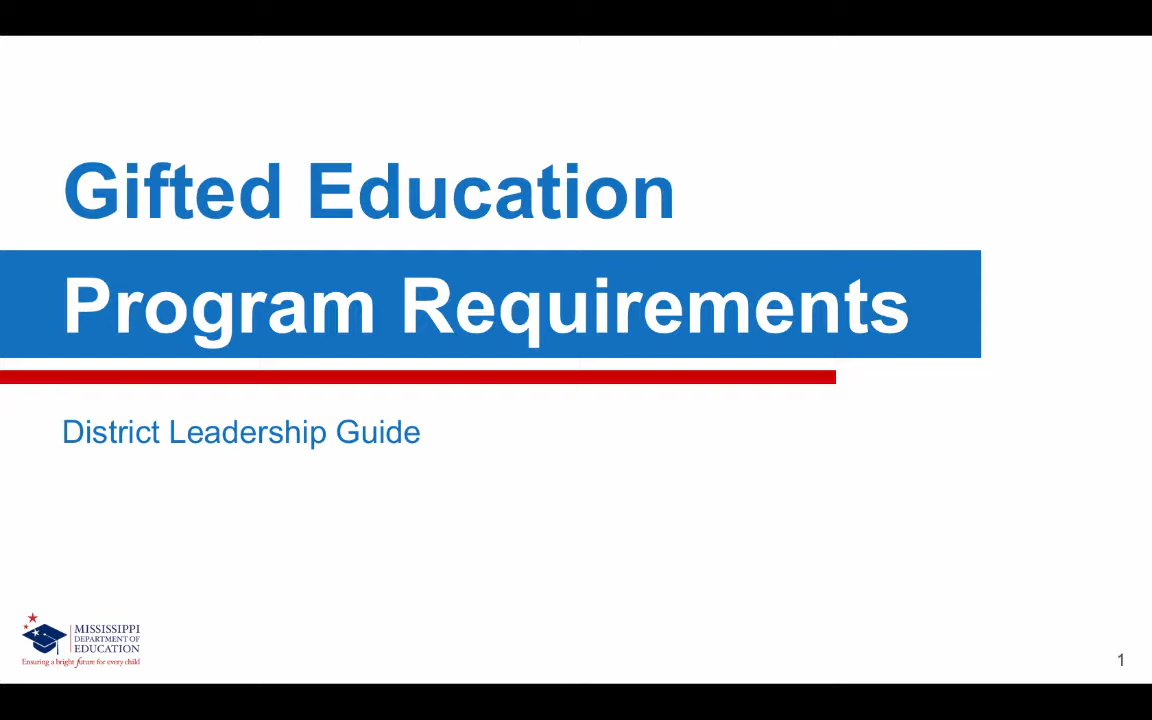 Gifted Education
Program Requirements
District Leadership Guide
MISSISSIPPI
DEPARTMENT OF
EDUCATION
Ensuring a bright future for every child
1